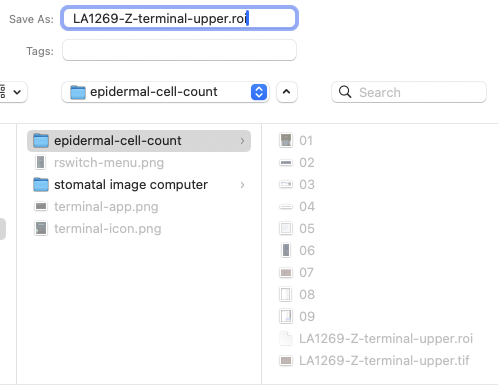 Save As: LA1269-Z-terminal-upper.roi
Tags:
epidermal-cell-count
Search
epidermal-cell-count
rswitch-menu.png
stomatal image computer
terminal-app.png
terminal-icon.png
01
02
03
04
05
06
07
08
09
LA1269-Z-terminal-upper.roi
LA1269-Z-terminal-upper.tif